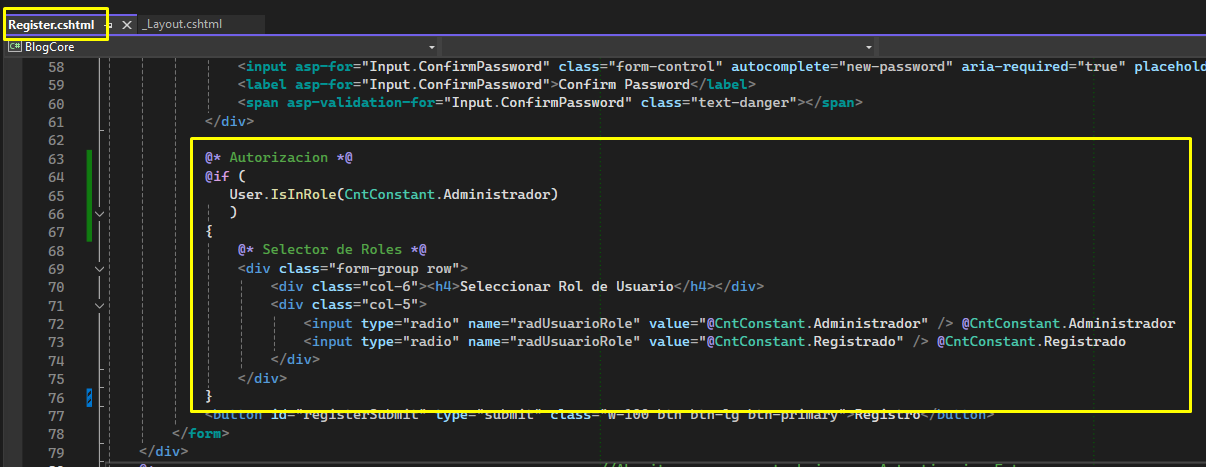 Register.cshtml
_Layout.cshtml
C# BlogCore
58 <input asp-for="Input.ConfirmPassword" class="form-control" autocomplete="new-password" aria-required="true" placehold
59 <label asp-for="Input.ConfirmPassword">Confirm Password</label>
60 <span asp-validation-for="Input.ConfirmPassword" class="text-danger"></span>
61 </div>
62
63 @* Autorizacion *@
64 @if (
65 User.IsInRole(CntConstant.Administrador)
66 )
67 {
68 @* Selector de Roles *@
69 <div class="form-group row">
70 <div class="col-6"><h4>Seleccionar Rol de Usuario</h4></div>
71 <div class="col-5">
72 <input type="radio" name="radUsuarioRole" value="@CntConstant.Administrador" /> @CntConstant.Administrador
73 <input type="radio" name="radUsuarioRole" value="@CntConstant.Registrado" /> @CntConstant.Registrado
74 </div>
75 </div>
76 }
77 <button id="registerSubmit" type="submit" class="w-100 btn btn-lg btn-primary">Registro</button>
78 </form>
79 </div>